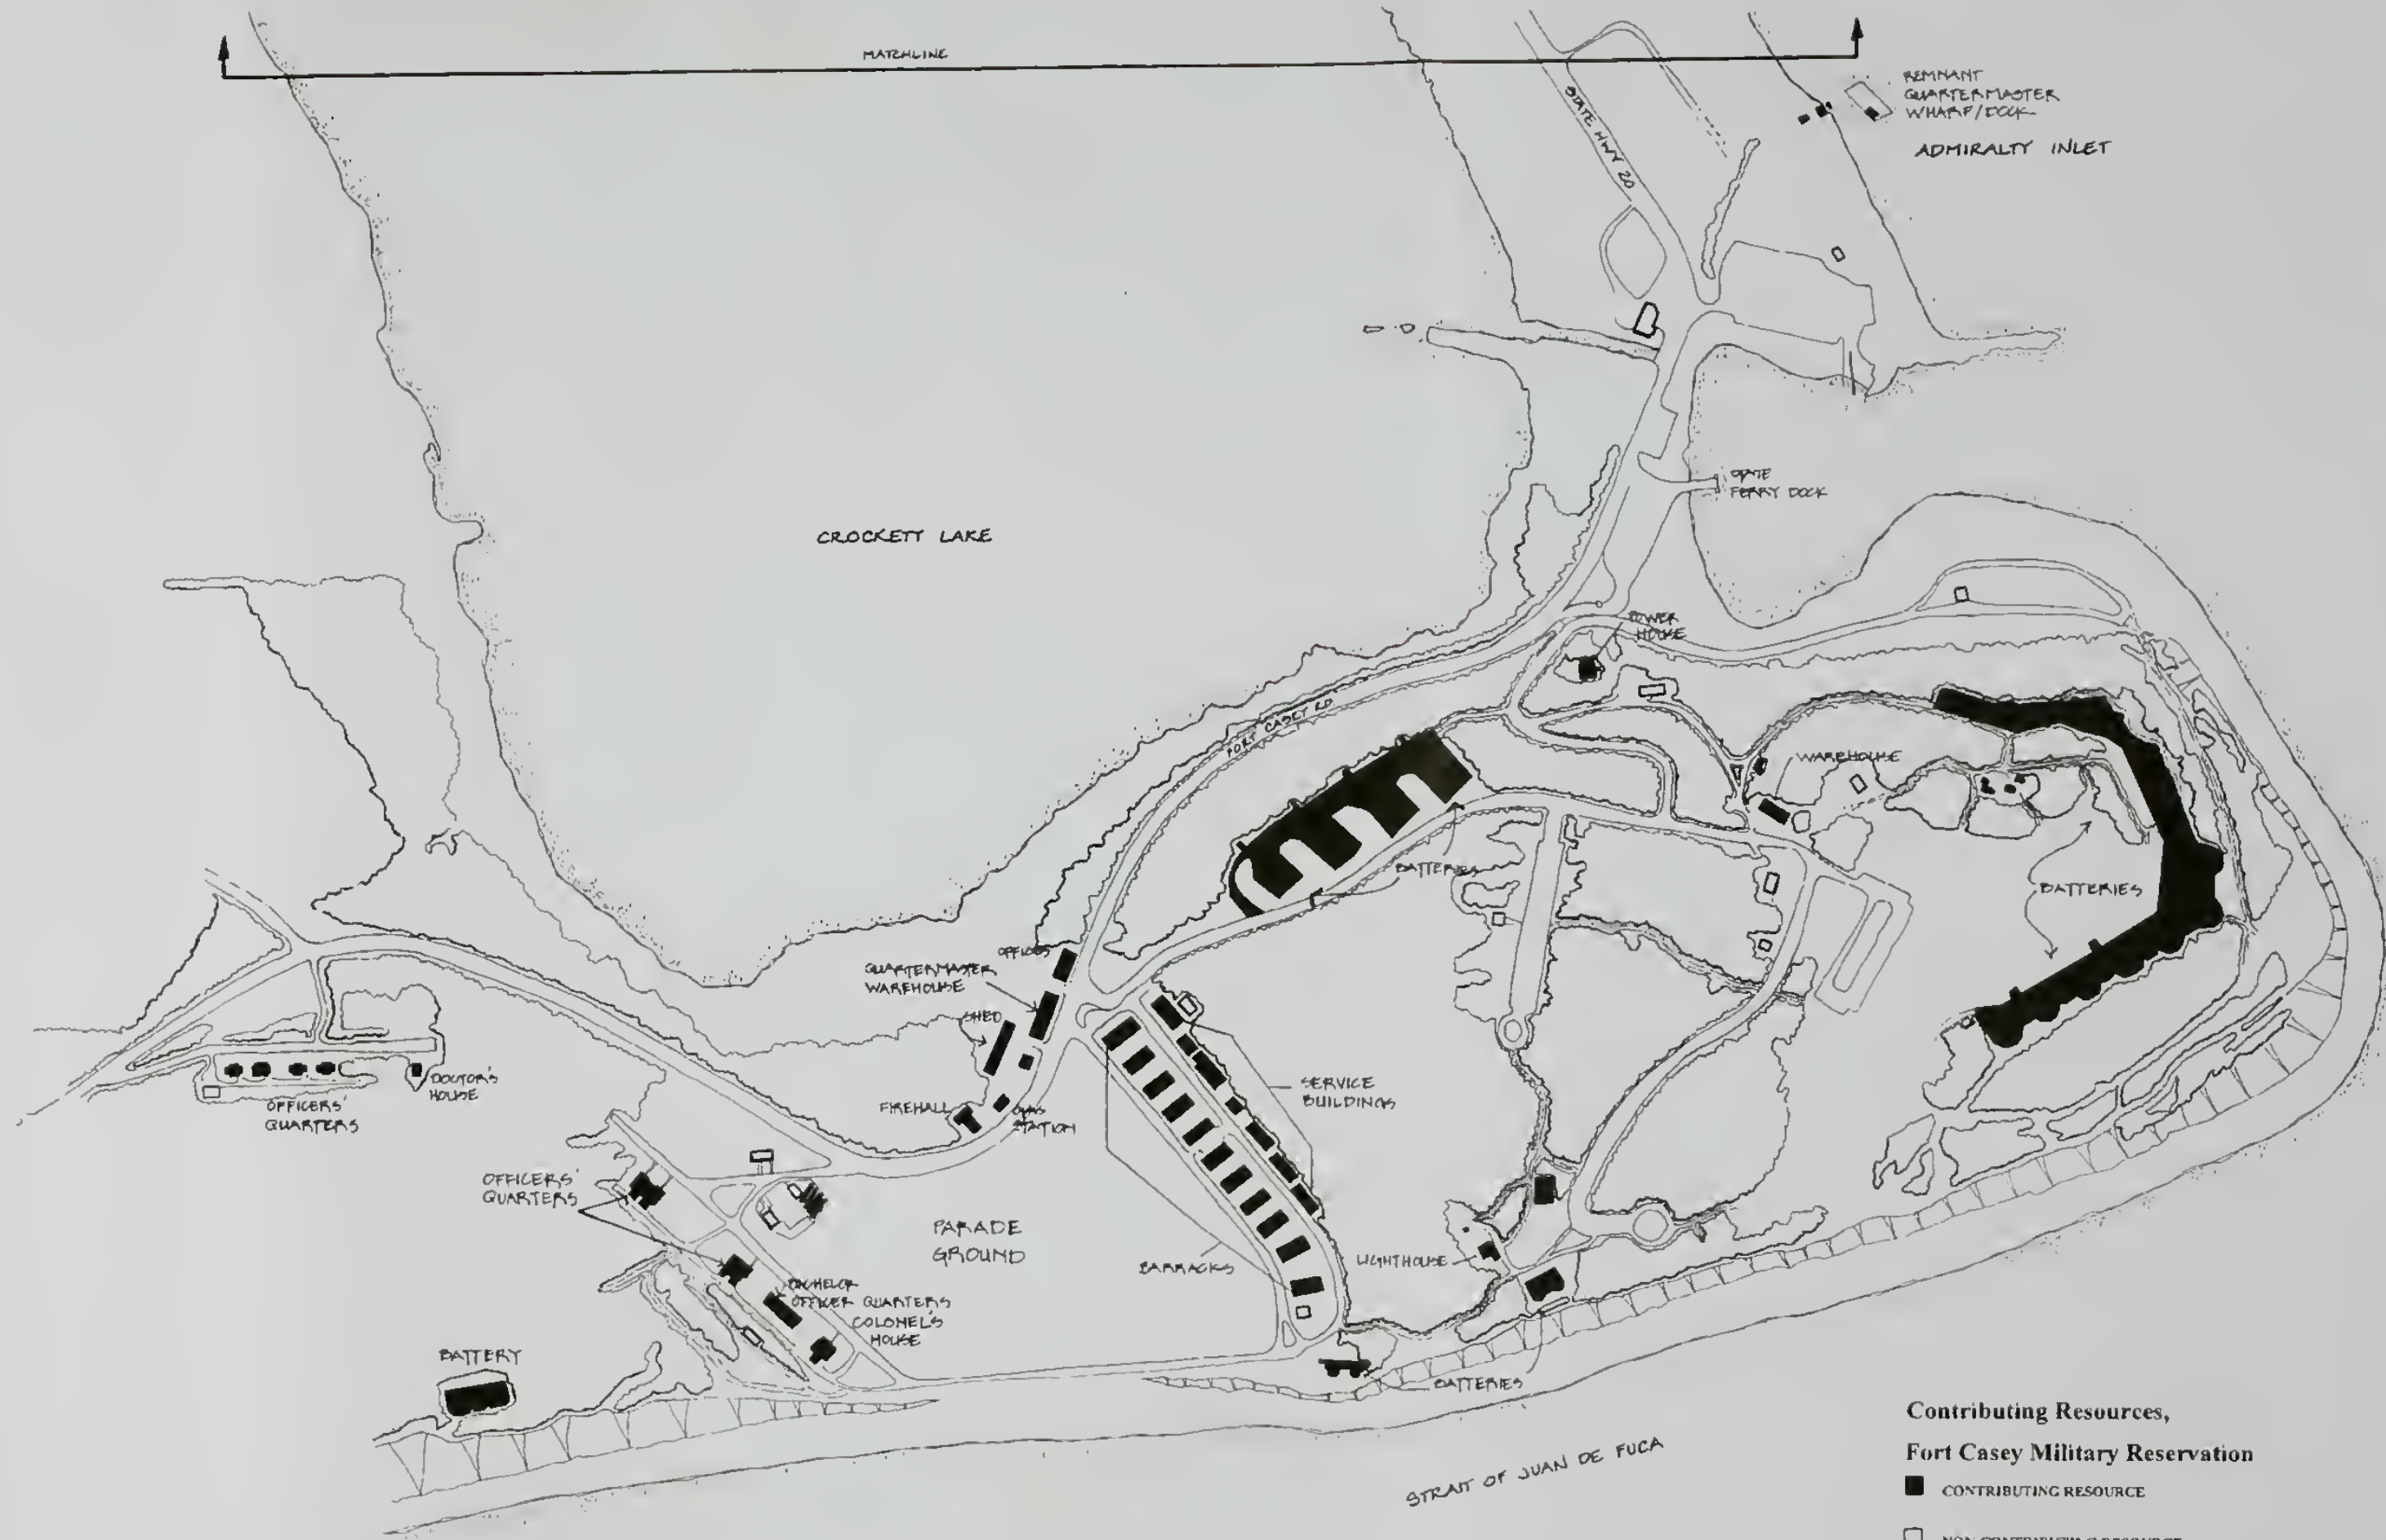 MATCHLINE
REMNANT
QUARTERMASTER
WHARF/DOCK
ADMIRALTY INLET
STATE HWY 20
STATE
FERRY DOCK
CROCKETT LAKE
POWER
HOUSE
FORT CASEY RD
WAREHOUSE
BATTERIES
BATTERIES
OFFICES
QUARTERMASTER
WAREHOUSE
SHED
DOCTOR'S
HOUSE
OFFICERS'
QUARTERS
FIREHALL
GAS
STATION
SERVICE
BUILDINGS
OFFICERS'
QUARTERS
PARADE
GROUND
BARRACKS
LIGHTHOUSE
BACHELOR
OFFICER QUARTERS
COLONEL'S
HOUSE
BATTERY
BATTERIES
STRAIT OF JUAN DE FUCA
Contributing Resources,
Fort Casey Military Reservation
CONTRIBUTING RESOURCE
NON-CONTRIBUTING RESOURCE